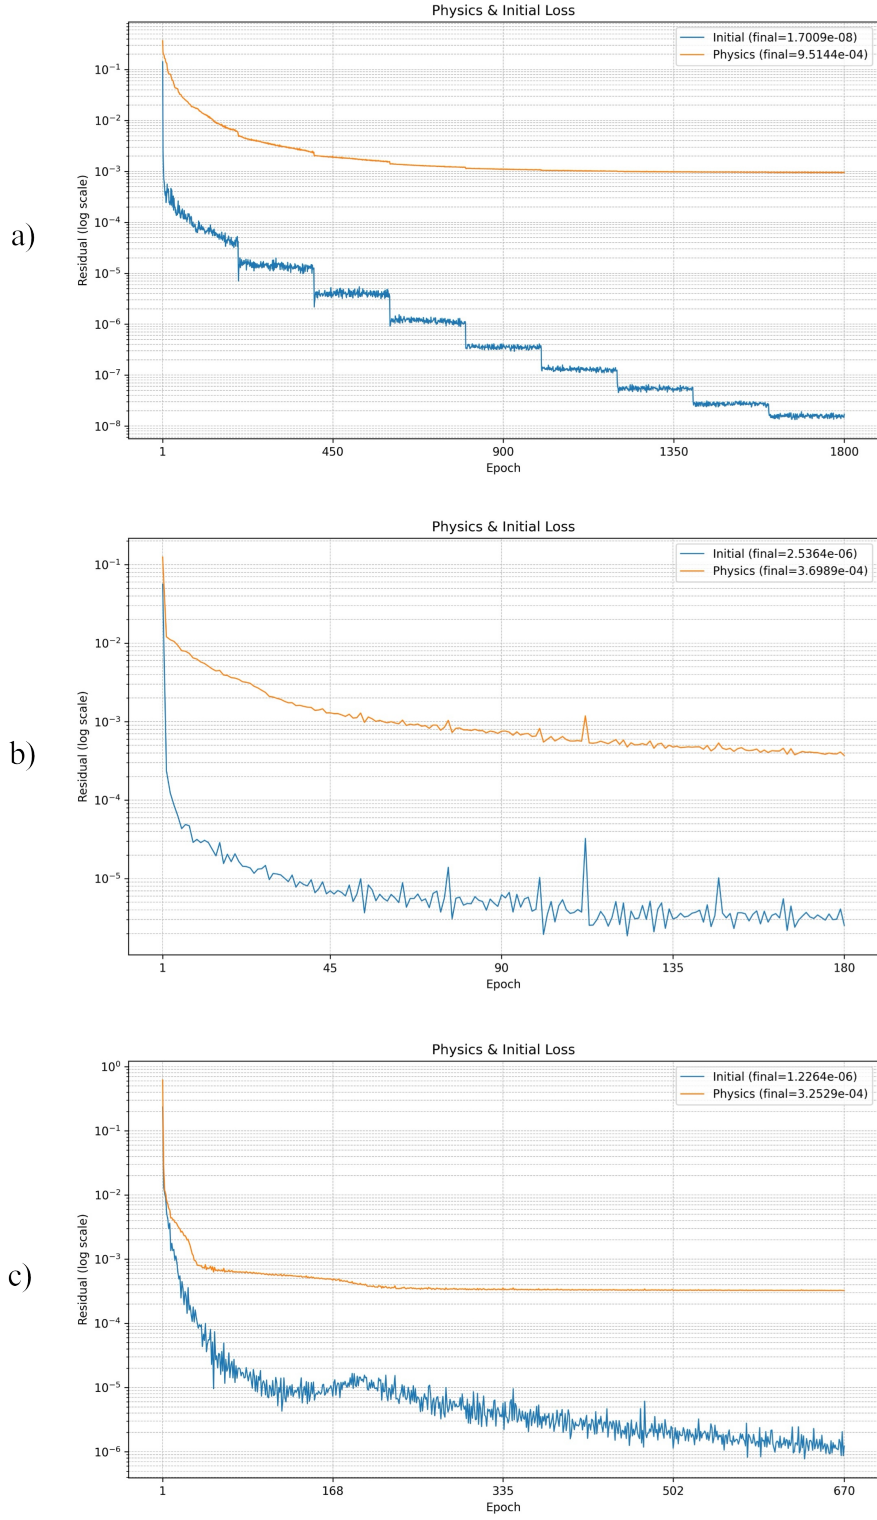 a)
Physics & Initial Loss
Initial (final=1.7009e-08)
Physics (final=9.5144e-04)
Residual (log scale)
10⁻¹
10⁻²
10⁻³
10⁻⁴
10⁻⁵
10⁻⁶
10⁻⁷
10⁻⁸
1 450 900 1350 1800
Epoch
b)
Physics & Initial Loss
Initial (final=2.5364e-06)
Physics (final=3.6989e-04)
Residual (log scale)
10⁻¹
10⁻²
10⁻³
10⁻⁴
10⁻⁵
1 45 90 135 180
Epoch
c)
Physics & Initial Loss
Initial (final=1.2264e-06)
Physics (final=3.2529e-04)
Residual (log scale)
10⁰
10⁻¹
10⁻²
10⁻³
10⁻⁴
10⁻⁵
10⁻⁶
1 168 335 502 670
Epoch